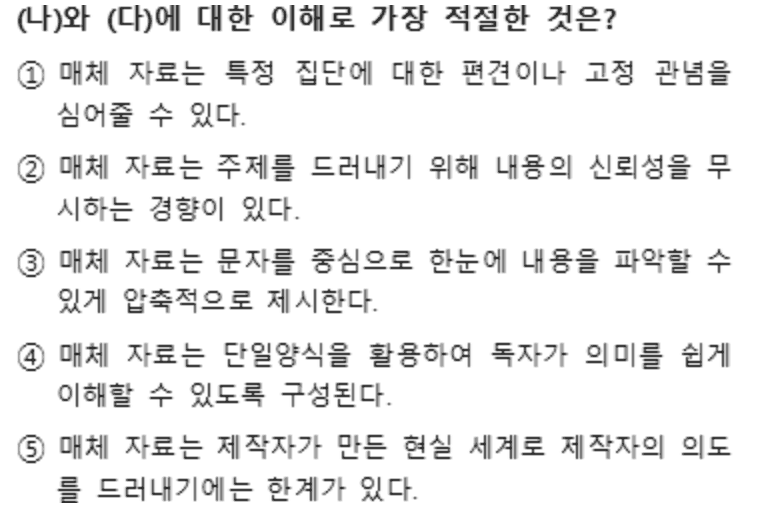 (나)와 (다)에 대한 이해로 가장 적절한 것은?
① 매체 자료는 특정 집단에 대한 편견이나 고정 관념을
심어줄 수 있다.
② 매체 자료는 주제를 드러내기 위해 내용의 신뢰성을 무
시하는 경향이 있다.
③ 매체 자료는 문자를 중심으로 한눈에 내용을 파악할 수
있게 압축적으로 제시한다.
④ 매체 자료는 단일양식을 활용하여 독자가 의미를 쉽게
이해할 수 있도록 구성된다.
⑤ 매체 자료는 제작자가 만든 현실 세계로 제작자의 의도
를 드러내기에는 한계가 있다.